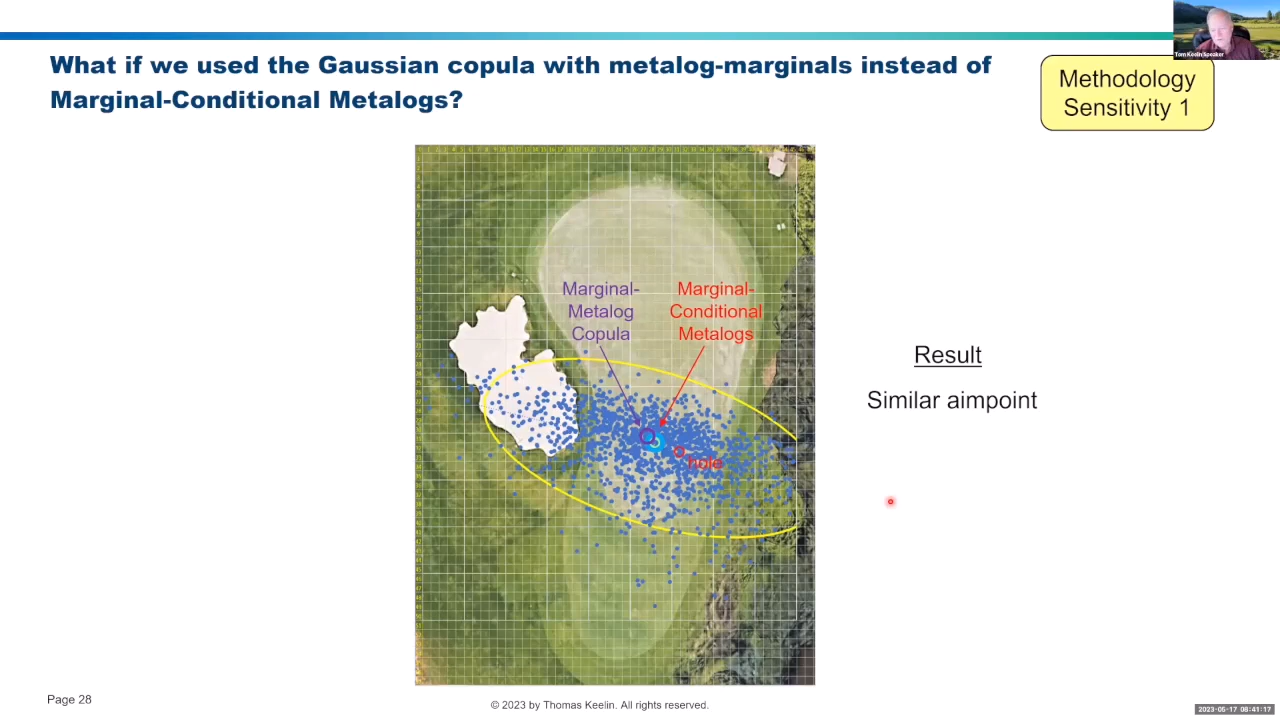 Tom Keelin Speaker
What if we used the Gaussian copula with metalog-marginals instead of
Marginal-Conditional Metalogs?
Methodology
Sensitivity 1
Marginal-
Metalog
Copula
Marginal-
Conditional
Metalogs
hole
Result
Similar aimpoint
Page 28
© 2023 by Thomas Keelin. All rights reserved.
2023-05-17 08:41:17